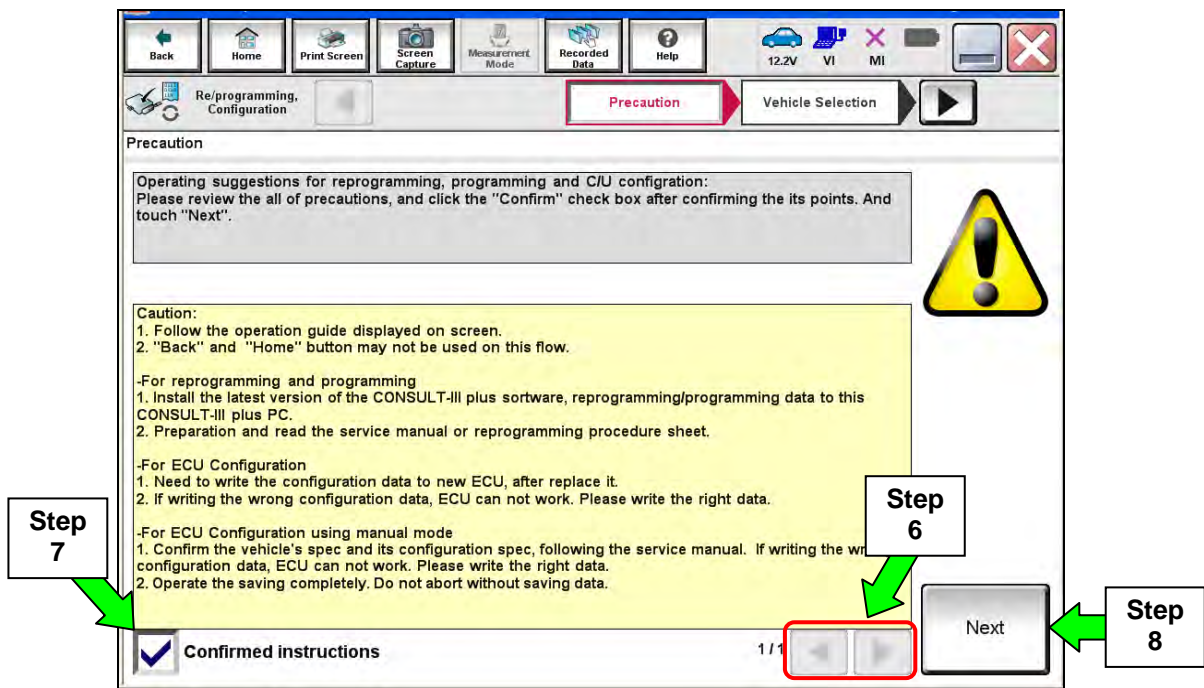 Back
Home
Print Screen
Screen
Capture
Measurement
Mode
Recorded
Data
Help
12.2V
VI
MI
Re/programming,
Configuration
Precaution
Vehicle Selection
Precaution
Operating suggestions for reprogramming, programming and C/U configration:
Please review the all of precautions, and click the "Confirm" check box after confirming the its points. And
touch "Next".
Caution:
1. Follow the operation guide displayed on screen.
2. "Back" and "Home" button may not be used on this flow.
-For reprogramming and programming
1. Install the latest version of the CONSULT-III plus sortware, reprogramming/programming data to this
CONSULT-III plus PC.
2. Preparation and read the service manual or reprogramming procedure sheet.
-For ECU Configuration
1. Need to write the configuration data to new ECU, after replace it.
2. If writing the wrong configuration data, ECU can not work. Please write the right data.
-For ECU Configuration using manual mode
1. Confirm the vehicle's spec and its configuration spec, following the service manual. If writing the
configuration data, ECU can not work. Please write the right data.
2. Operate the saving completely. Do not abort without saving data.
Step
6
Step
7
Confirmed instructions
1/1
Next
Step
8